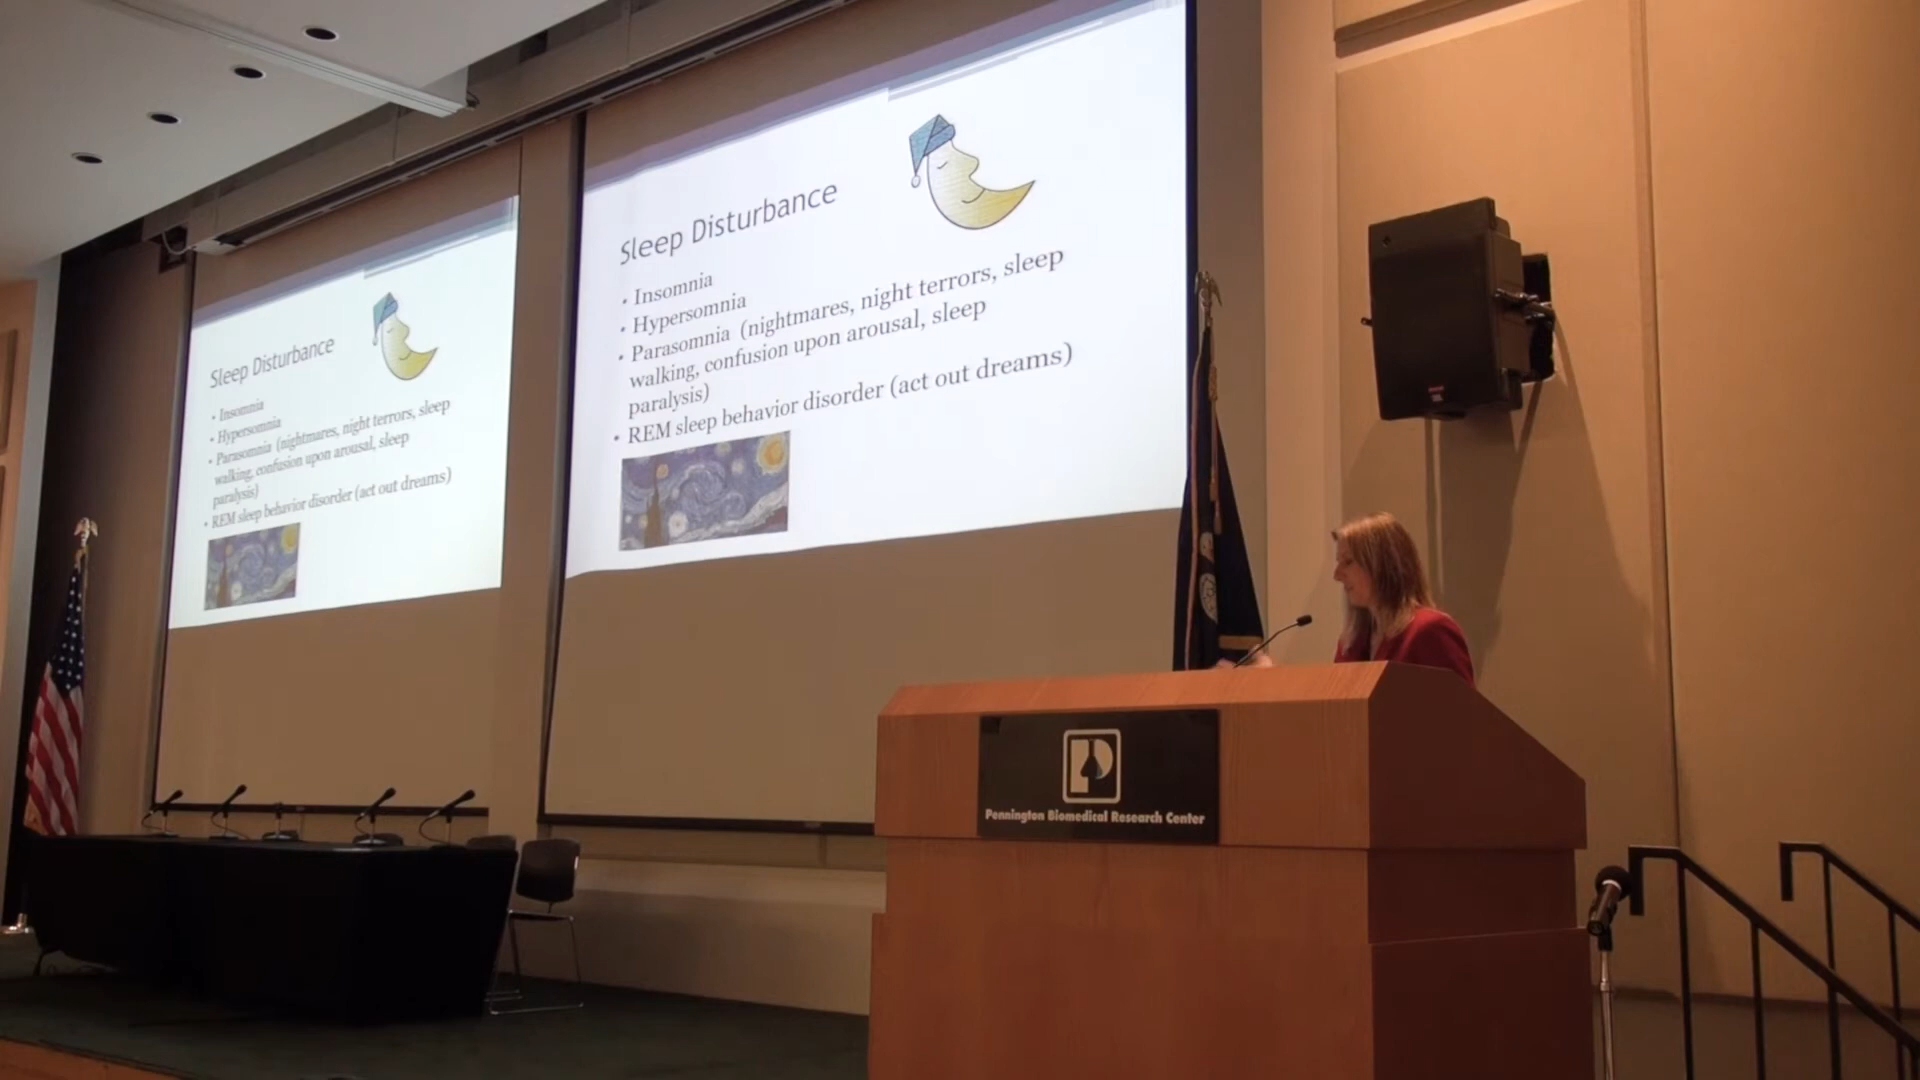 Sleep Disturbance
• Insomnia
• Hypersomnia
• Parasomnia (nightmares, night terrors, sleep
walking, confusion upon arousal, sleep
paralysis)
• REM sleep behavior disorder (act out dreams)
Sleep Disturbance
• Insomnia
• Hypersomnia
• Parasomnia (nightmares, night terrors, sleep
walking, confusion upon arousal, sleep
paralysis)
• REM sleep behavior disorder (act out dreams)
P
Pennington Biomedical Research Center